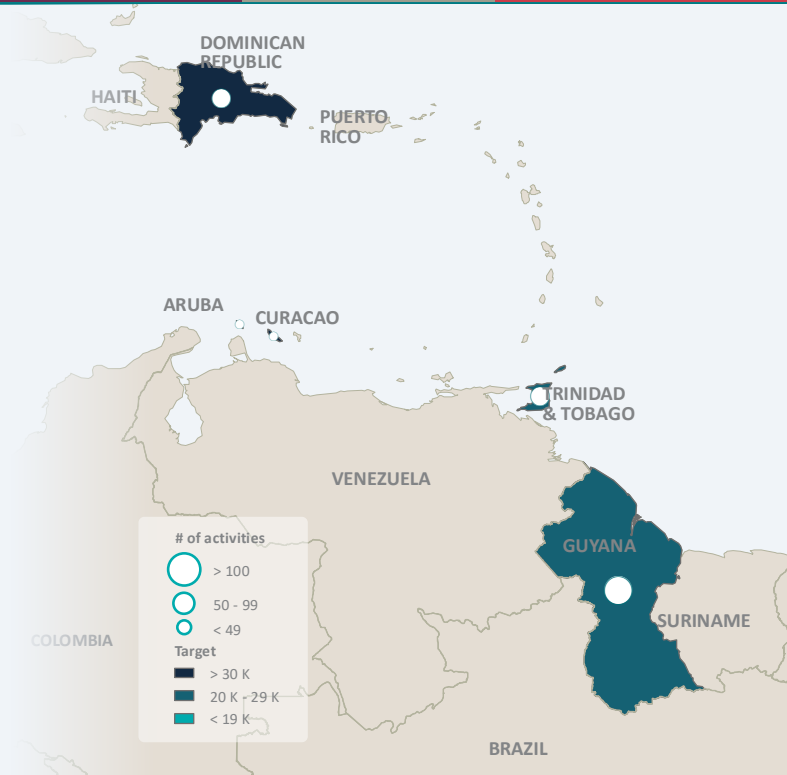 DOMINICAN
REPUBLIC
HAITI
PUERTO
RICO
ARUBA
CURACAO
TRINIDAD
& TOBAGO
VENEZUELA
GUYANA
SURINAME
COLOMBIA
BRAZIL
# of activities
> 100
50 - 99
< 49
Target
> 30 K
20 K - 29 K
< 19 K